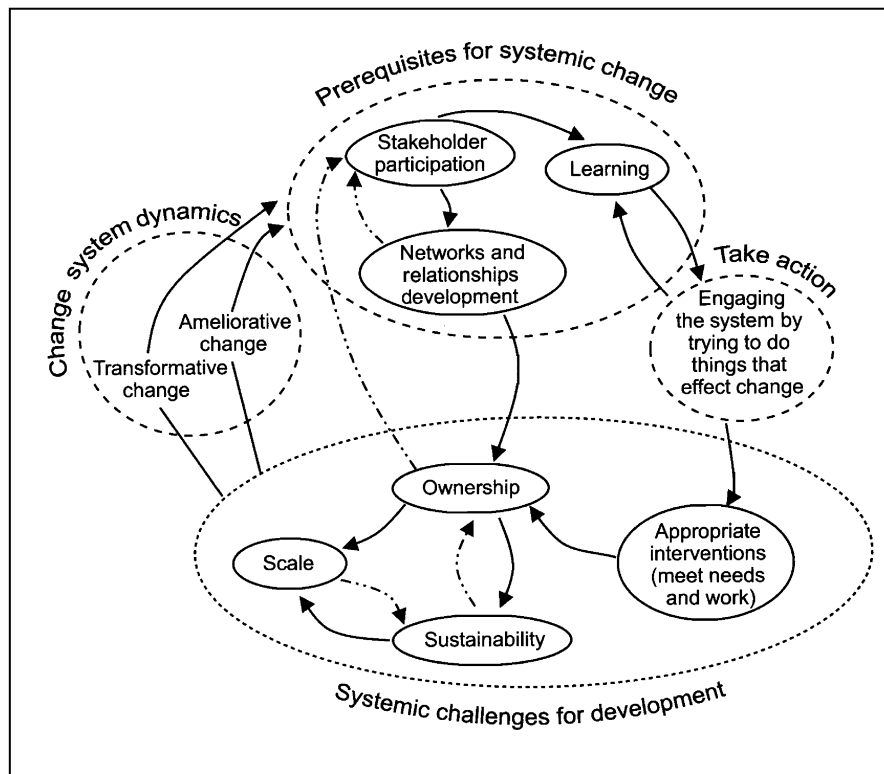 Prerequisites for systemic change
Stakeholder
participation
Learning
Networks and
relationships
development
Change system dynamics
Ameliorative
change
Transformative
change
Take action
Engaging
the system by
trying to do
things that
effect change
Ownership
Scale
Sustainability
Appropriate
interventions
(meet needs
and work)
Systemic challenges for development